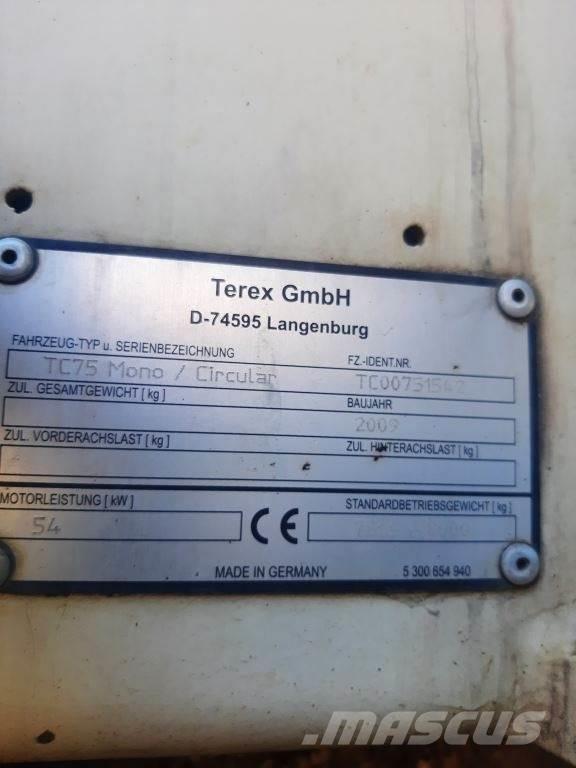 Terex GmbH
D-74595 Langenburg
FAHRZEUG-TYP u. SERIENBEZEICHNUNG FZ.-IDENT.NR.
TC75 Mono / Circular
ZUL. GESAMTGEWICHT [ kg ] BAUJAHR
2009
ZUL. VORDERACHSLAST [ kg ] ZUL. HINTERACHSLAST [ kg ]
MOTORLEISTUNG [ kW ] STANDARDBETRIEBSGEWICHT [ kg ]
54 CE
MADE IN GERMANY 5 300 654 940
MASCUS